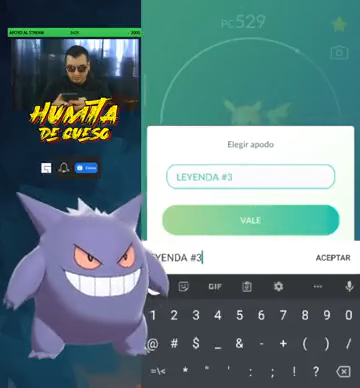 APOYO AL STREAM
HUMITA
DE QUESO
PC529
Elegir apodo
LEYENDA #3
VALE
EYENDA #3
ACEPTAR
GIF
1 2 3 4 5 6 7 8 9 0
@ # $ _ & - + ( ) /
=\< * " ' : ; ! ?